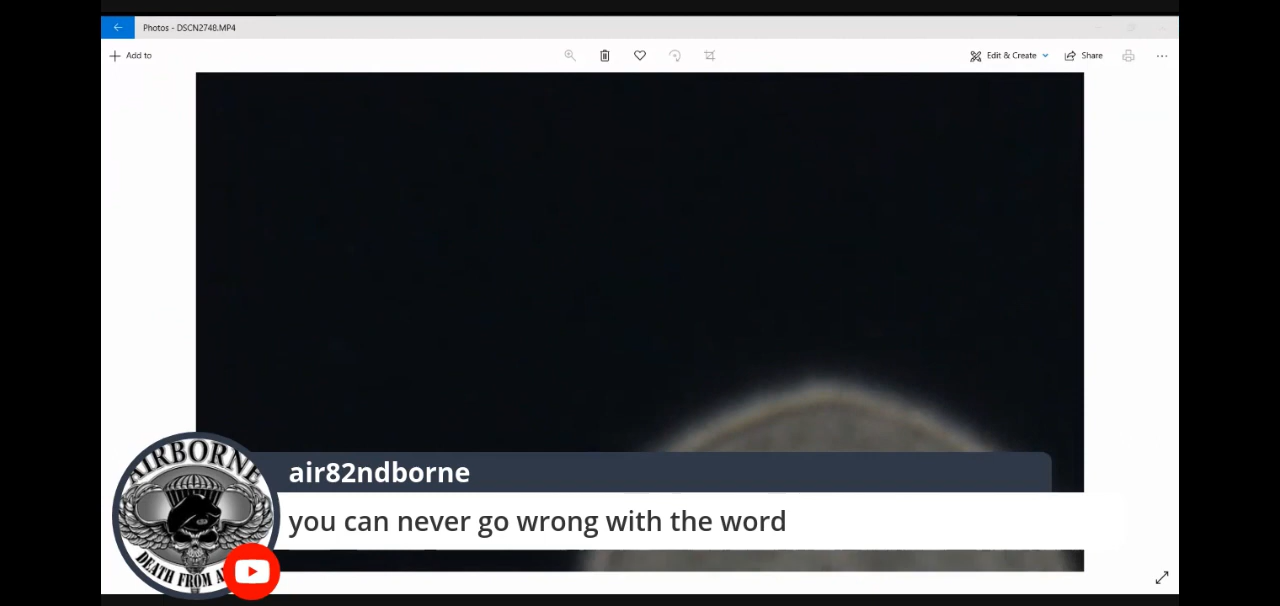 Photos - DSCN2748.MP4
Add to
Edit & Create
Share
air82ndborne
you can never go wrong with the word
AIRBORNE
DEATH FROM A